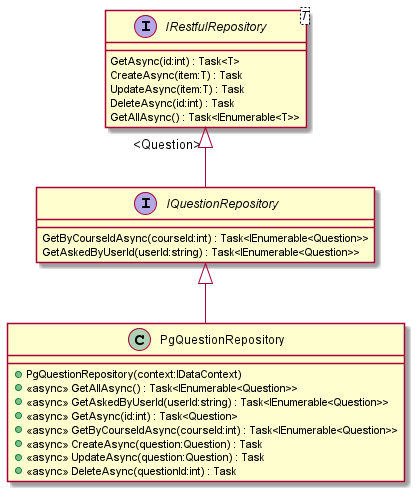 I IRestfulRepository T
GetAsync(id:int) : Task<T>
CreateAsync(item:T) : Task
UpdateAsync(item:T) : Task
DeleteAsync(id:int) : Task
GetAllAsync() : Task<IEnumerable<T>>
<Question>
I IQuestionRepository
GetByCourseIdAsync(courseId:int) : Task<IEnumerable<Question>>
GetAskedByUserId(userId:string) : Task<IEnumerable<Question>>
C PgQuestionRepository
PgQuestionRepository(context:IDataContext)
«async» GetAllAsync() : Task<IEnumerable<Question>>
«async» GetAskedByUserId(userId:string) : Task<IEnumerable<Question>>
«async» GetAsync(id:int) : Task<Question>
«async» GetByCourseIdAsync(courseId:int) : Task<IEnumerable<Question>>
«async» CreateAsync(question:Question) : Task
«async» UpdateAsync(question:Question) : Task
«async» DeleteAsync(questionId:int) : Task